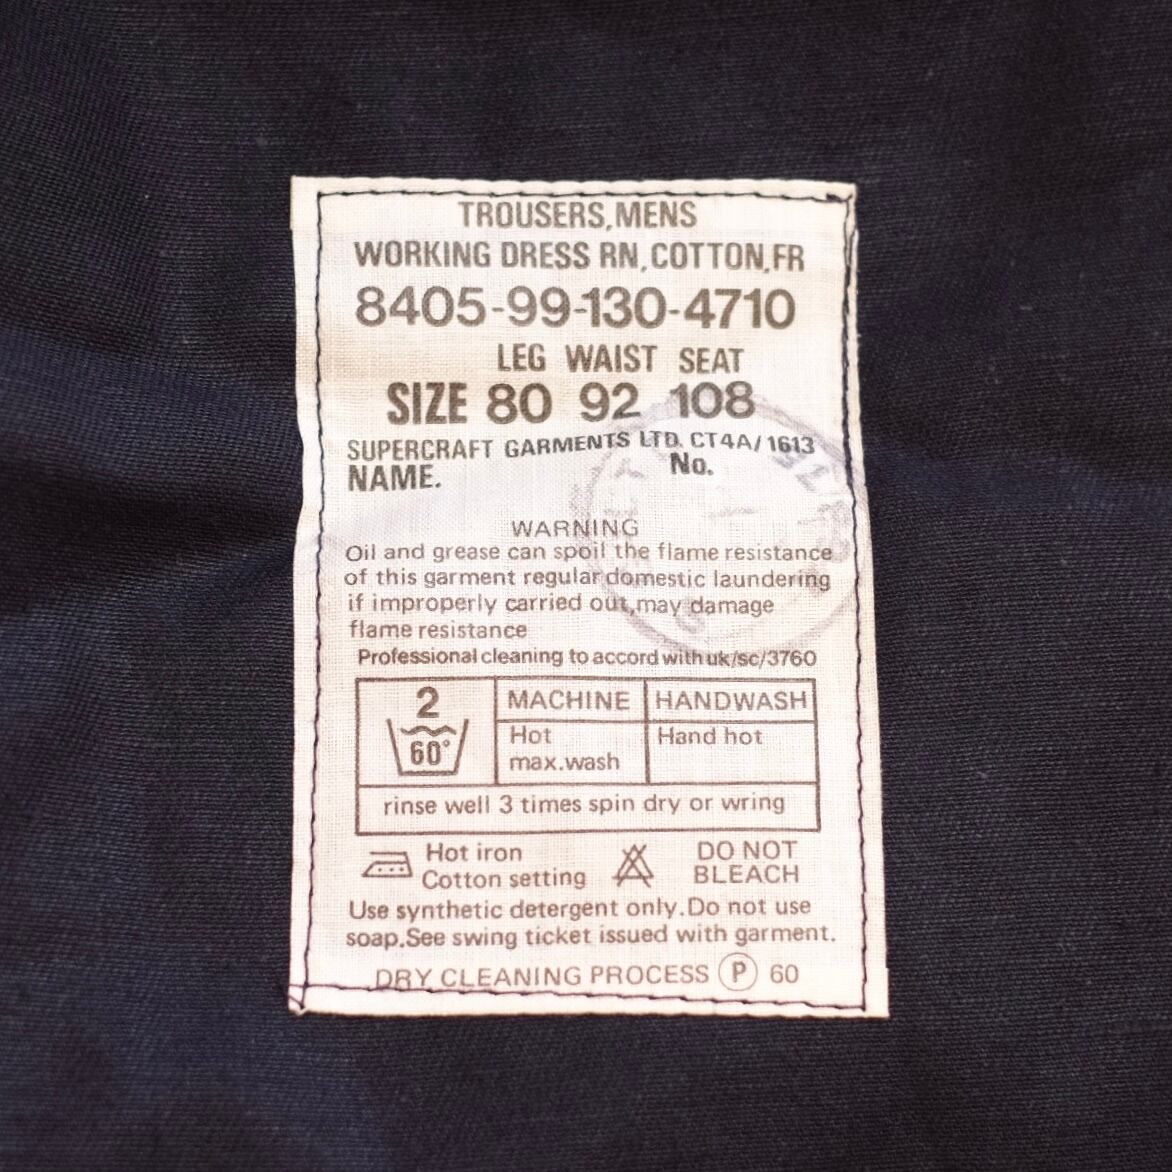 TROUSERS,MENS
WORKING DRESS RN,COTTON,FR
8405-99-130-4710
LEG WAIST SEAT
SIZE 80 92 108
SUPERCRAFT GARMENTS LTD. CT4A/1613
NAME. No.
WARNING
Oil and grease can spoil the flame resistance
of this garment regular domestic laundering
if improperly carried out,may damage
flame resistance
Professional cleaning to accord with uk/sc/3760
2 MACHINE HANDWASH
60° Hot Hand hot
max.wash
rinse well 3 times spin dry or wring
Hot iron DO NOT
Cotton setting BLEACH
Use synthetic detergent only.Do not use
soap.See swing ticket issued with garment.
DRY CLEANING PROCESS P 60